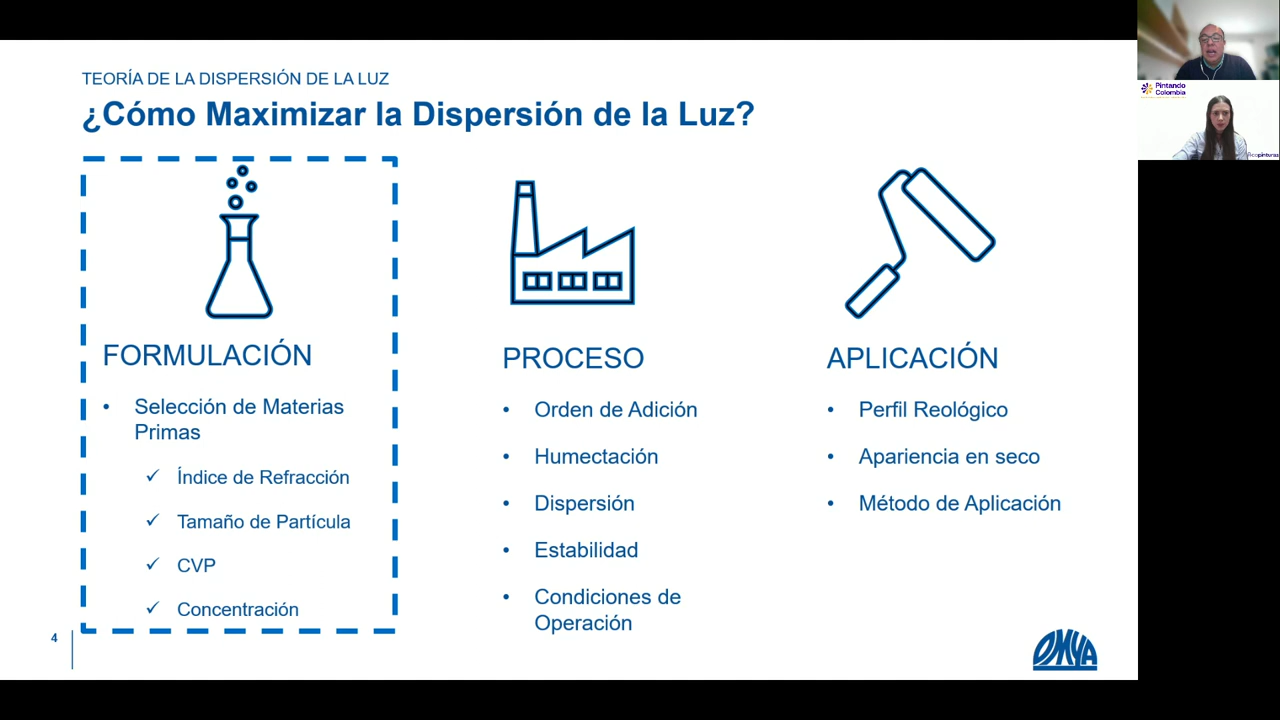 TEORÍA DE LA DISPERSIÓN DE LA LUZ
¿Cómo Maximizar la Dispersión de la Luz?
FORMULACIÓN
• Selección de Materias
Primas
✓ Índice de Refracción
✓ Tamaño de Partícula
✓ CVP
✓ Concentración
PROCESO
• Orden de Adición
• Humectación
• Dispersión
• Estabilidad
• Condiciones de
Operación
APLICACIÓN
• Perfil Reológico
• Apariencia en seco
• Método de Aplicación
4
OMYA
Pintando
Colombia